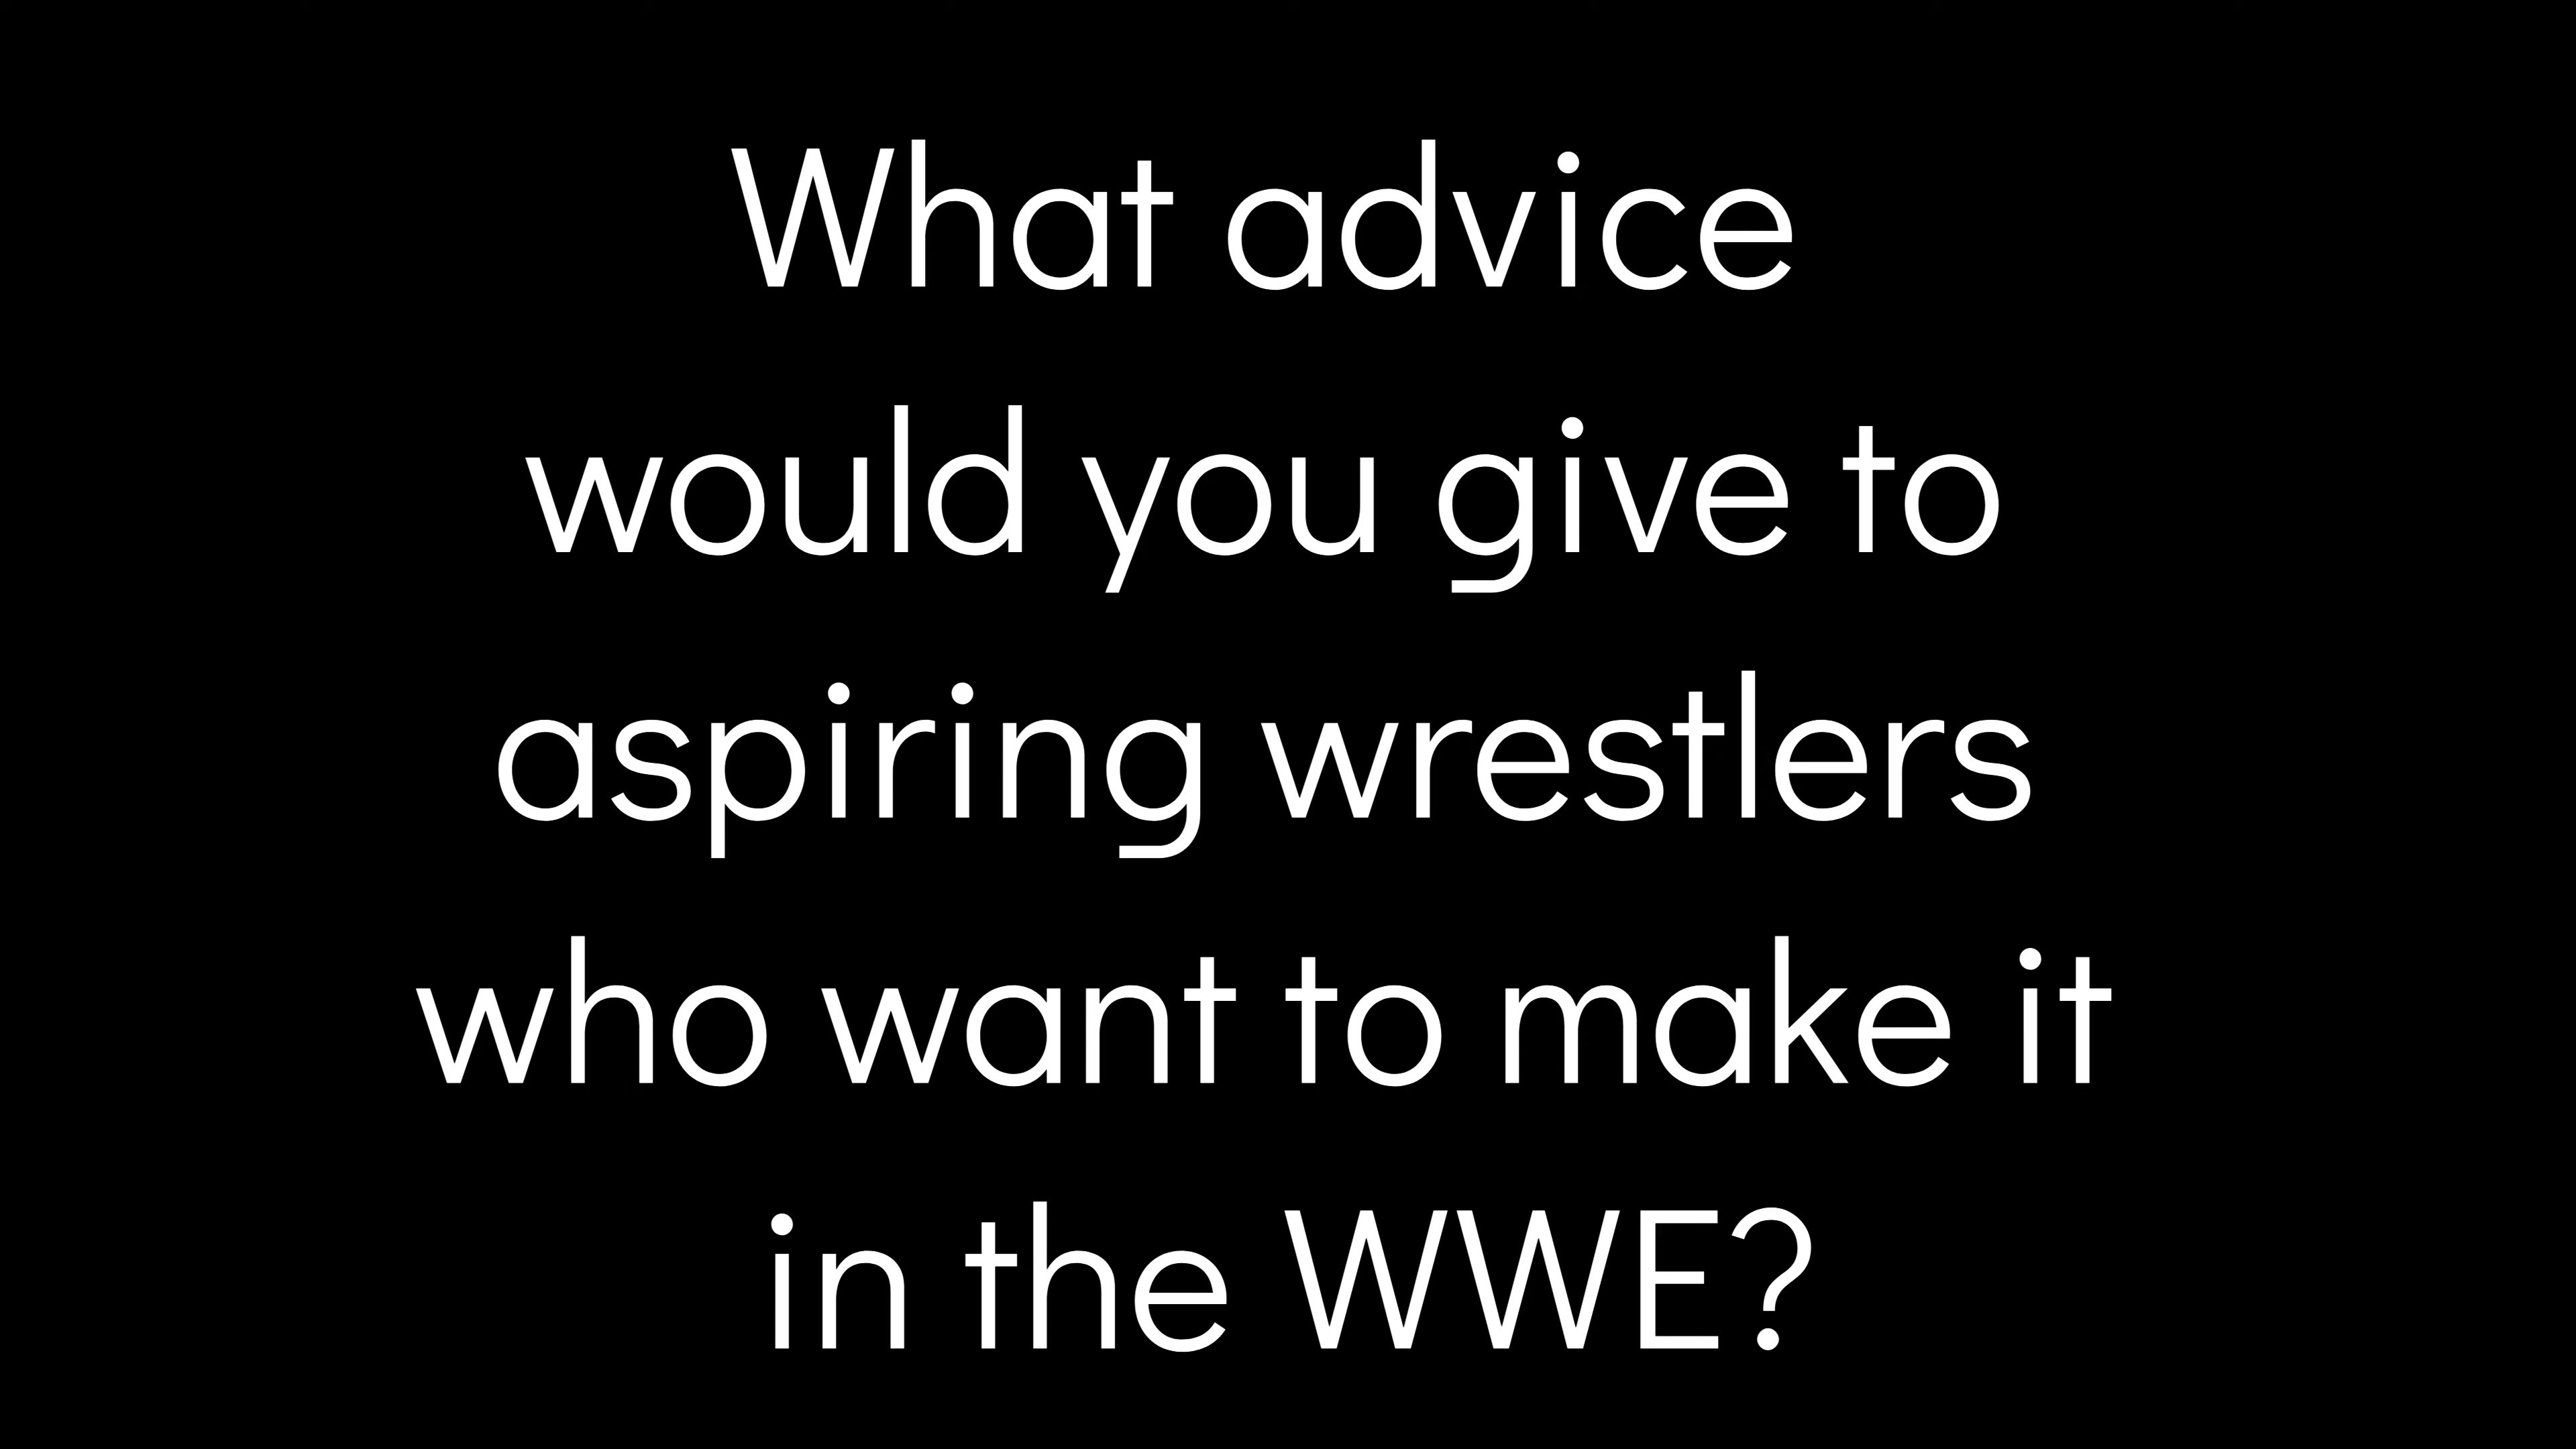 What advice
would you give to
aspiring wrestlers
who want to make it
in the WWE?